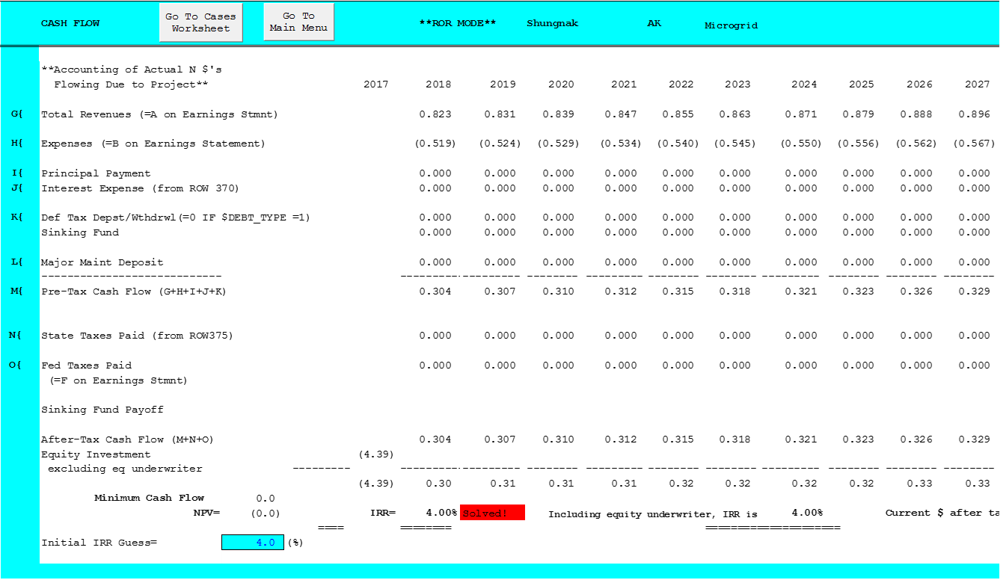 CASH FLOW Go To Cases Worksheet Go To Main Menu **ROR MODE** Shungnak AK Microgrid
**Accounting of Actual N $'s
Flowing Due to Project** 2017 2018 2019 2020 2021 2022 2023 2024 2025 2026 2027
G{ Total Revenues (=A on Earnings Stmnt) 0.823 0.831 0.839 0.847 0.855 0.863 0.871 0.879 0.888 0.896
H{ Expenses (=B on Earnings Statement) (0.519) (0.524) (0.529) (0.534) (0.540) (0.545) (0.550) (0.556) (0.562) (0.567)
I{ Principal Payment 0.000 0.000 0.000 0.000 0.000 0.000 0.000 0.000 0.000 0.000
J{ Interest Expense (from ROW 370) 0.000 0.000 0.000 0.000 0.000 0.000 0.000 0.000 0.000 0.000
K{ Def Tax Depst/Wthdrwl(=0 IF $DEBT_TYPE =1) 0.000 0.000 0.000 0.000 0.000 0.000 0.000 0.000 0.000 0.000
Sinking Fund 0.000 0.000 0.000 0.000 0.000 0.000 0.000 0.000 0.000 0.000
L{ Major Maint Deposit 0.000 0.000 0.000 0.000 0.000 0.000 0.000 0.000 0.000 0.000
M{ Pre-Tax Cash Flow (G+H+I+J+K) 0.304 0.307 0.310 0.312 0.315 0.318 0.321 0.323 0.326 0.329
N{ State Taxes Paid (from ROW375) 0.000 0.000 0.000 0.000 0.000 0.000 0.000 0.000 0.000 0.000
O{ Fed Taxes Paid 0.000 0.000 0.000 0.000 0.000 0.000 0.000 0.000 0.000 0.000
(=F on Earnings Stmnt)
Sinking Fund Payoff
After-Tax Cash Flow (M+N+O) 0.304 0.307 0.310 0.312 0.315 0.318 0.321 0.323 0.326 0.329
Equity Investment (4.39)
excluding eq underwriter
(4.39) 0.30 0.31 0.31 0.31 0.32 0.32 0.32 0.32 0.33 0.33
Minimum Cash Flow 0.0
NPV= (0.0) IRR= 4.00% Solved! Including equity underwriter, IRR is 4.00% Current $ after ta
Initial IRR Guess= 4.0 (%)